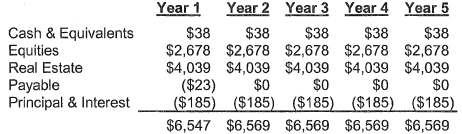 Year 1 Year 2 Year 3 Year 4 Year 5
Cash & Equivalents $38 $38 $38 $38 $38
Equities $2,678 $2,678 $2,678 $2,678 $2,678
Real Estate $4,039 $4,039 $4,039 $4,039 $4,039
Payable ($23) $0 $0 $0 $0
Principal & Interest ($185) ($185) ($185) ($185) ($185)
$6,547 $6,569 $6,569 $6,569 $6,569